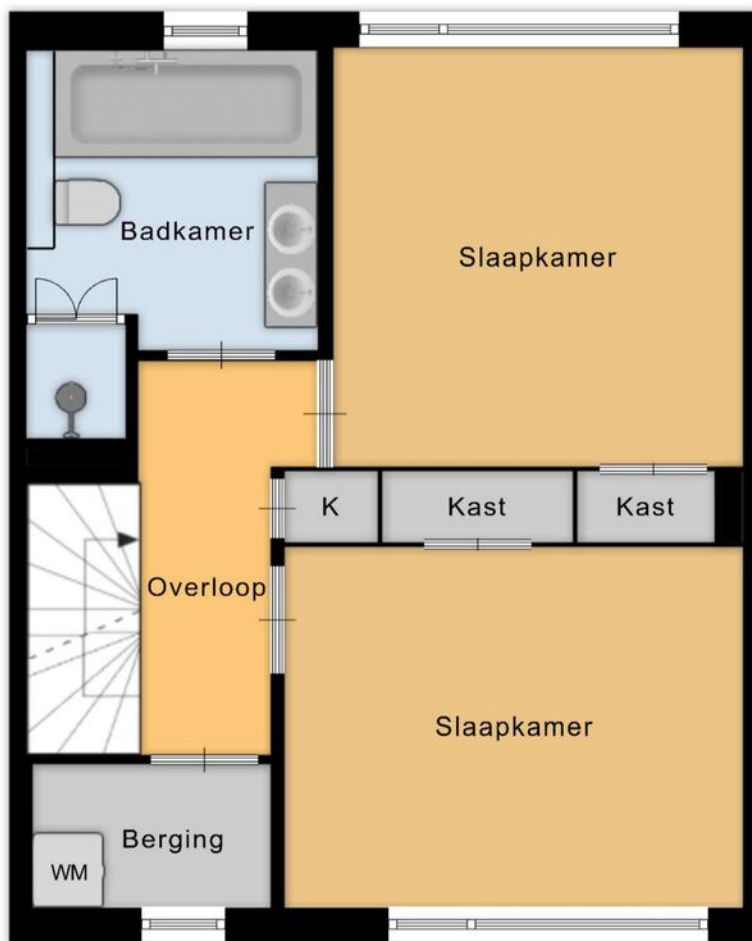 Badkamer
Slaapkamer
K
Kast
Kast
Overloop
Slaapkamer
Berging
WM